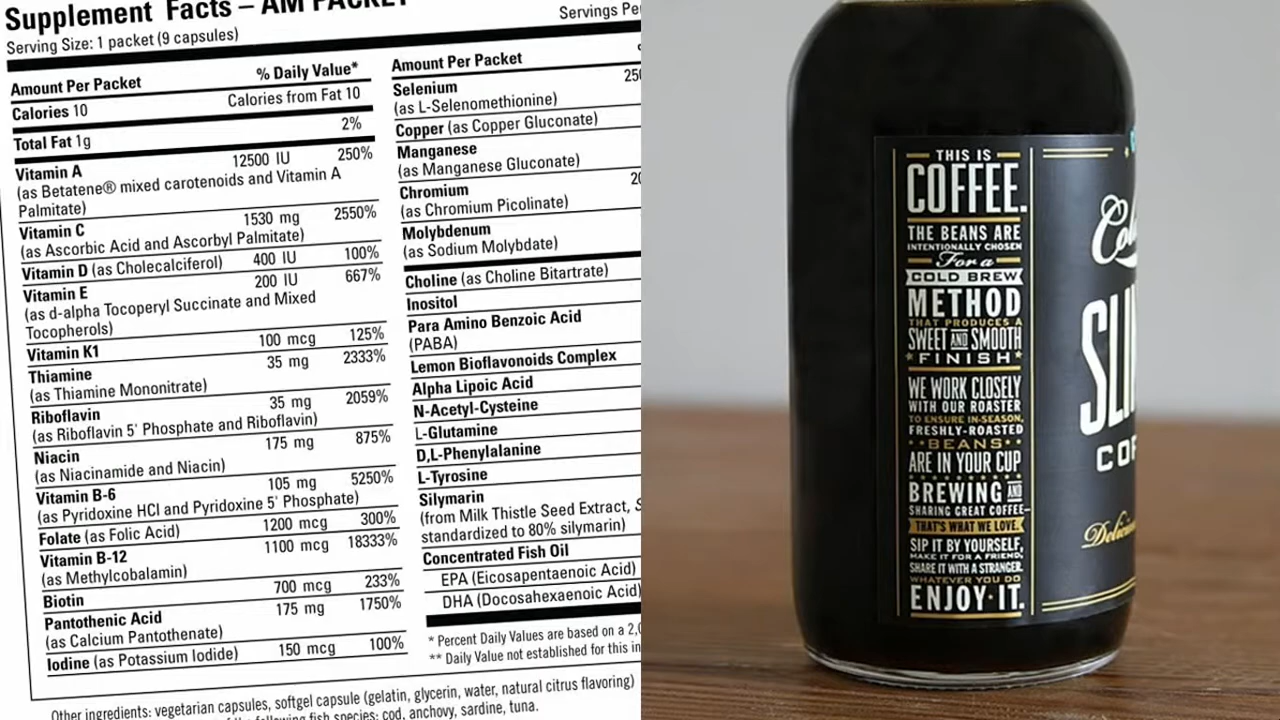 Supplement Facts – AM PACKET
Serving Size: 1 packet (9 capsules)
Amount Per Packet % Daily Value*
Calories 10 Calories from Fat 10
Total Fat 1g 2%
Vitamin A 12500 IU 250%
(as Betatene® mixed carotenoids and Vitamin A
Palmitate)
Vitamin C 1530 mg 2550%
(as Ascorbic Acid and Ascorbyl Palmitate)
Vitamin D (as Cholecalciferol) 400 IU 100%
Vitamin E 200 IU 667%
(as d-alpha Tocoperyl Succinate and Mixed
Tocopherols)
Vitamin K1 100 mcg 125%
Thiamine 35 mg 2333%
(as Thiamine Mononitrate)
Riboflavin 35 mg 2059%
(as Riboflavin 5' Phosphate and Riboflavin)
Niacin 175 mg 875%
(as Niacinamide and Niacin)
Vitamin B-6 105 mg 5250%
(as Pyridoxine HCl and Pyridoxine 5' Phosphate)
Folate (as Folic Acid) 1200 mcg 300%
Vitamin B-12 1100 mcg 18333%
(as Methylcobalamin)
Biotin 700 mcg 233%
Pantothenic Acid 175 mg 1750%
(as Calcium Pantothenate)
Iodine (as Potassium Iodide) 150 mcg 100%
Servings Pe
Amount Per Packet
Selenium 250
(as L-Selenomethionine)
Copper (as Copper Gluconate)
Manganese
(as Manganese Gluconate)
Chromium 20
(as Chromium Picolinate)
Molybdenum
(as Sodium Molybdate)
Choline (as Choline Bitartrate)
Inositol
Para Amino Benzoic Acid
(PABA)
Lemon Bioflavonoids Complex
Alpha Lipoic Acid
N-Acetyl-Cysteine
L-Glutamine
D,L-Phenylalanine
L-Tyrosine
Silymarin
(from Milk Thistle Seed Extract, S
standardized to 80% silymarin)
Concentrated Fish Oil
EPA (Eicosapentaenoic Acid)
DHA (Docosahexaenoic Acid)
* Percent Daily Values are based on a 2,0
** Daily Value not established for this in
Other ingredients: vegetarian capsules, softgel capsule (gelatin, glycerin, water, natural citrus flavoring)
of the following fish species: cod, anchovy, sardine, tuna.
THIS IS
COFFEE.
THE BEANS ARE
INTENTIONALLY CHOSEN
For a
COLD BREW
METHOD
THAT PRODUCES A
SWEET AND SMOOTH
FINISH
WE WORK CLOSELY
WITH OUR ROASTER
TO ENSURE IN-SEASON,
FRESHLY-ROASTED
BEANS
ARE IN YOUR CUP
BREWING AND
SHARING GREAT COFFEE–
THAT'S WHAT WE LOVE.
SIP IT BY YOURSELF,
MAKE IT FOR A FRIEND,
SHARE IT WITH A STRANGER.
WHATEVER YOU DO
ENJOY·IT.
Col
SLI
COF
Delicio